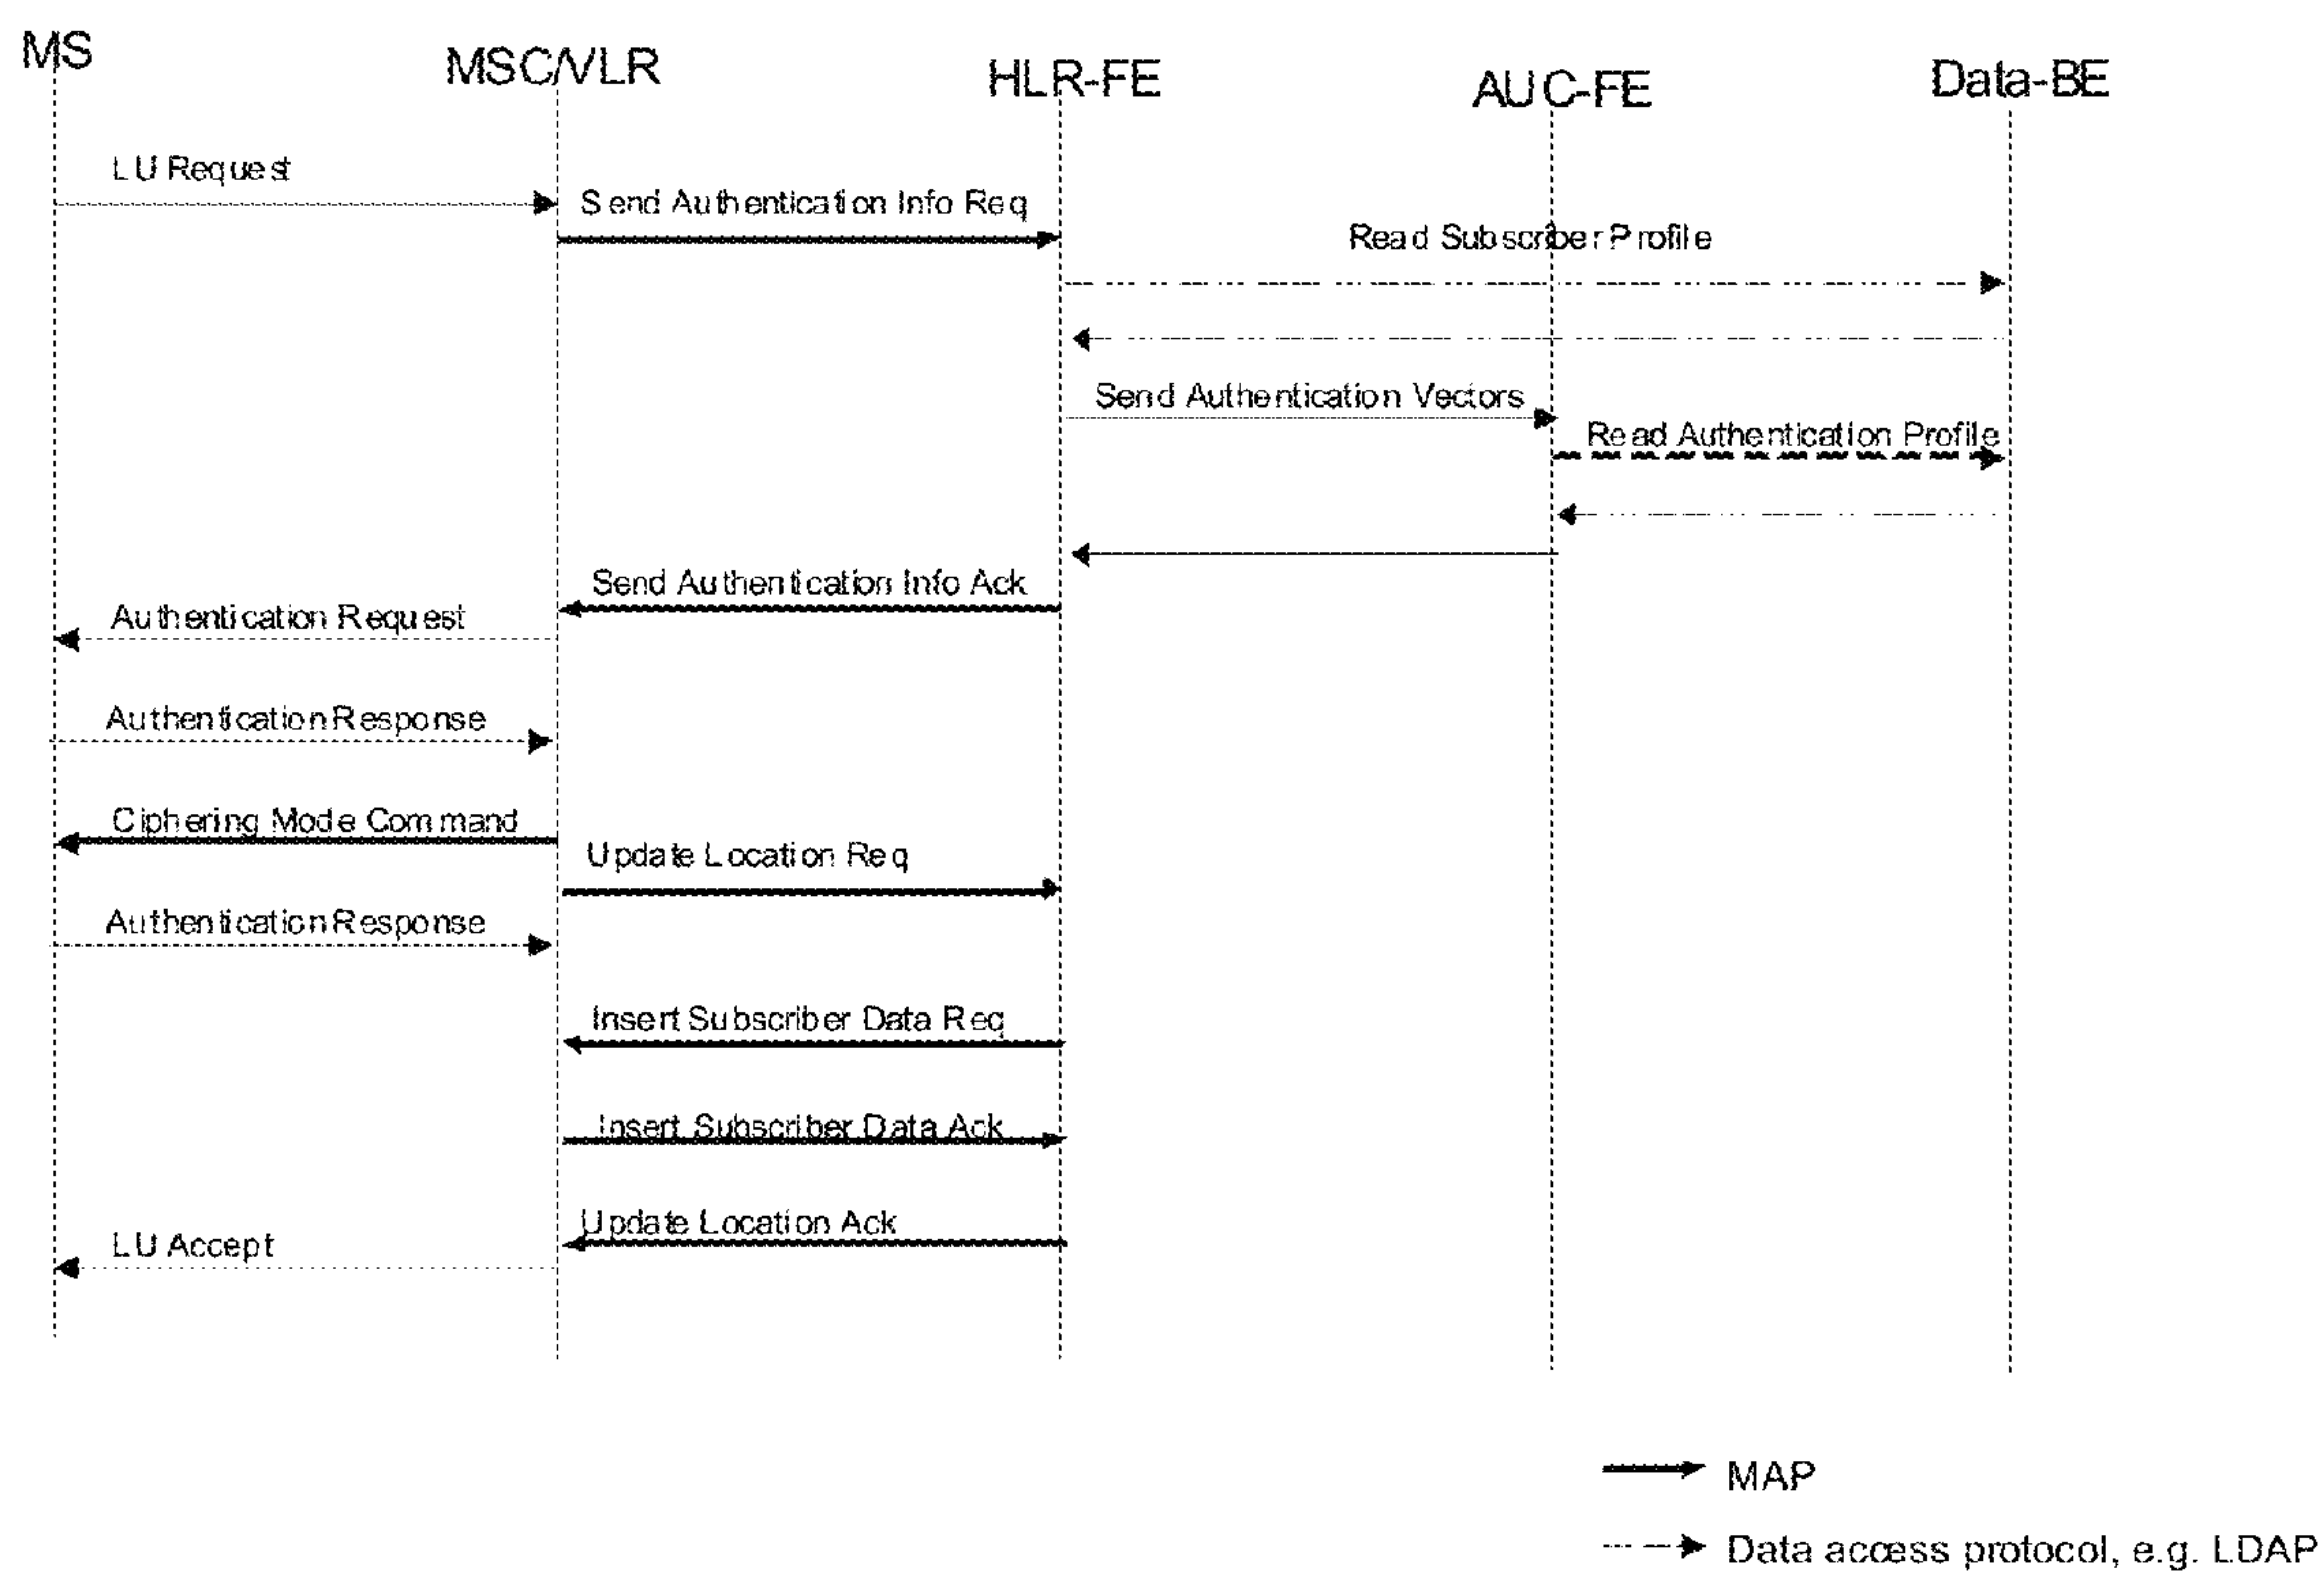 MS
MSC/VLR
HLR-FE
AUC-FE
Data-BE
LU Request
Send Authentication Info Req
Read Subscriber Profile
Send Authentication Vectors
Read Authentication Profile
Send Authentication Info Ack
Authentication Request
Authentication Response
Ciphering Mode Command
Update Location Req
Authentication Response
Insert Subscriber Data Req
Insert Subscriber Data Ack
Update Location Ack
LU Accept
MAP
Data access protocol, e.g. LDAP